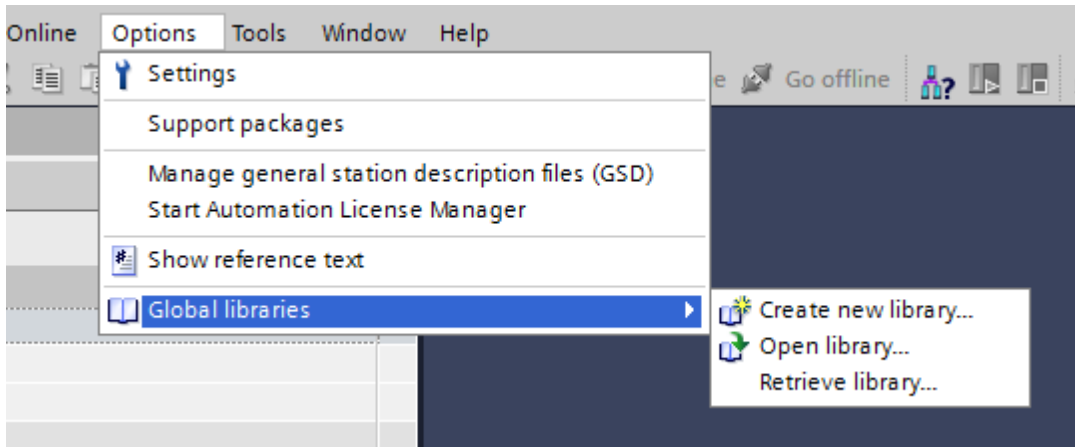 Online Options Tools Window Help
Settings
Go offline
Support packages
Manage general station description files (GSD)
Start Automation License Manager
Show reference text
Global libraries
Create new library...
Open library...
Retrieve library...